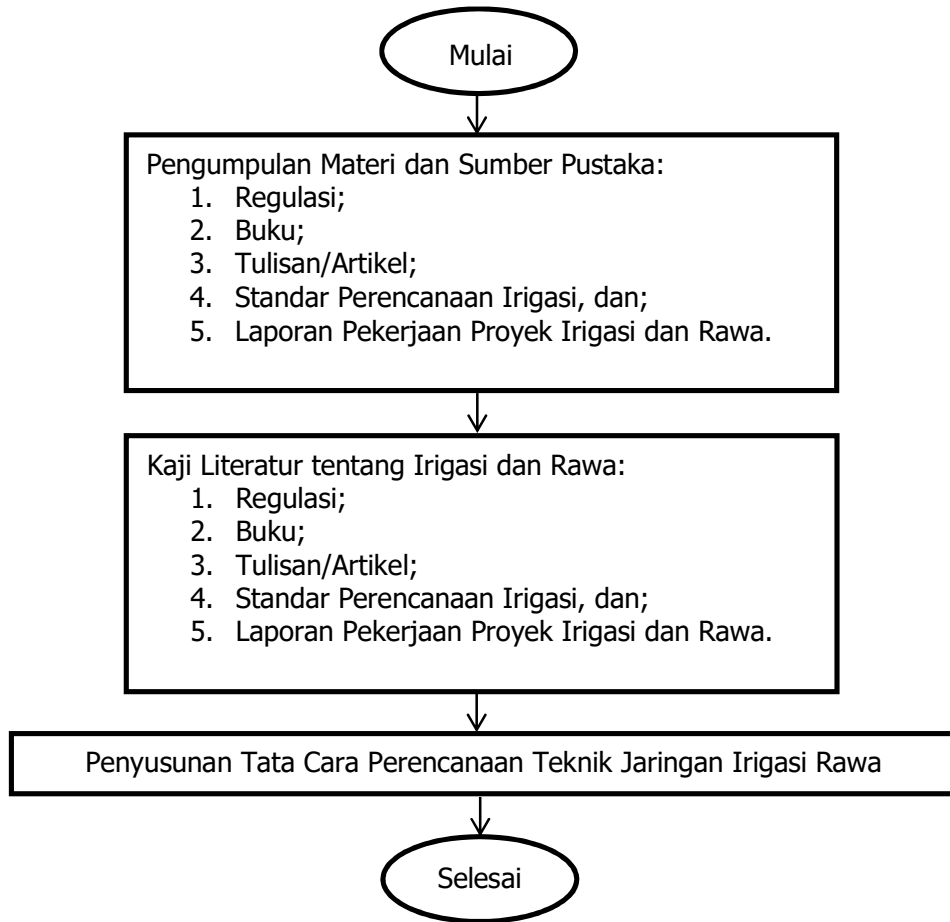 Mulai
Pengumpulan Materi dan Sumber Pustaka:
1. Regulasi;
2. Buku;
3. Tulisan/Artikel;
4. Standar Perencanaan Irigasi, dan;
5. Laporan Pekerjaan Proyek Irigasi dan Rawa.
Kaji Literatur tentang Irigasi dan Rawa:
1. Regulasi;
2. Buku;
3. Tulisan/Artikel;
4. Standar Perencanaan Irigasi, dan;
5. Laporan Pekerjaan Proyek Irigasi dan Rawa.
Penyusunan Tata Cara Perencanaan Teknik Jaringan Irigasi Rawa
Selesai